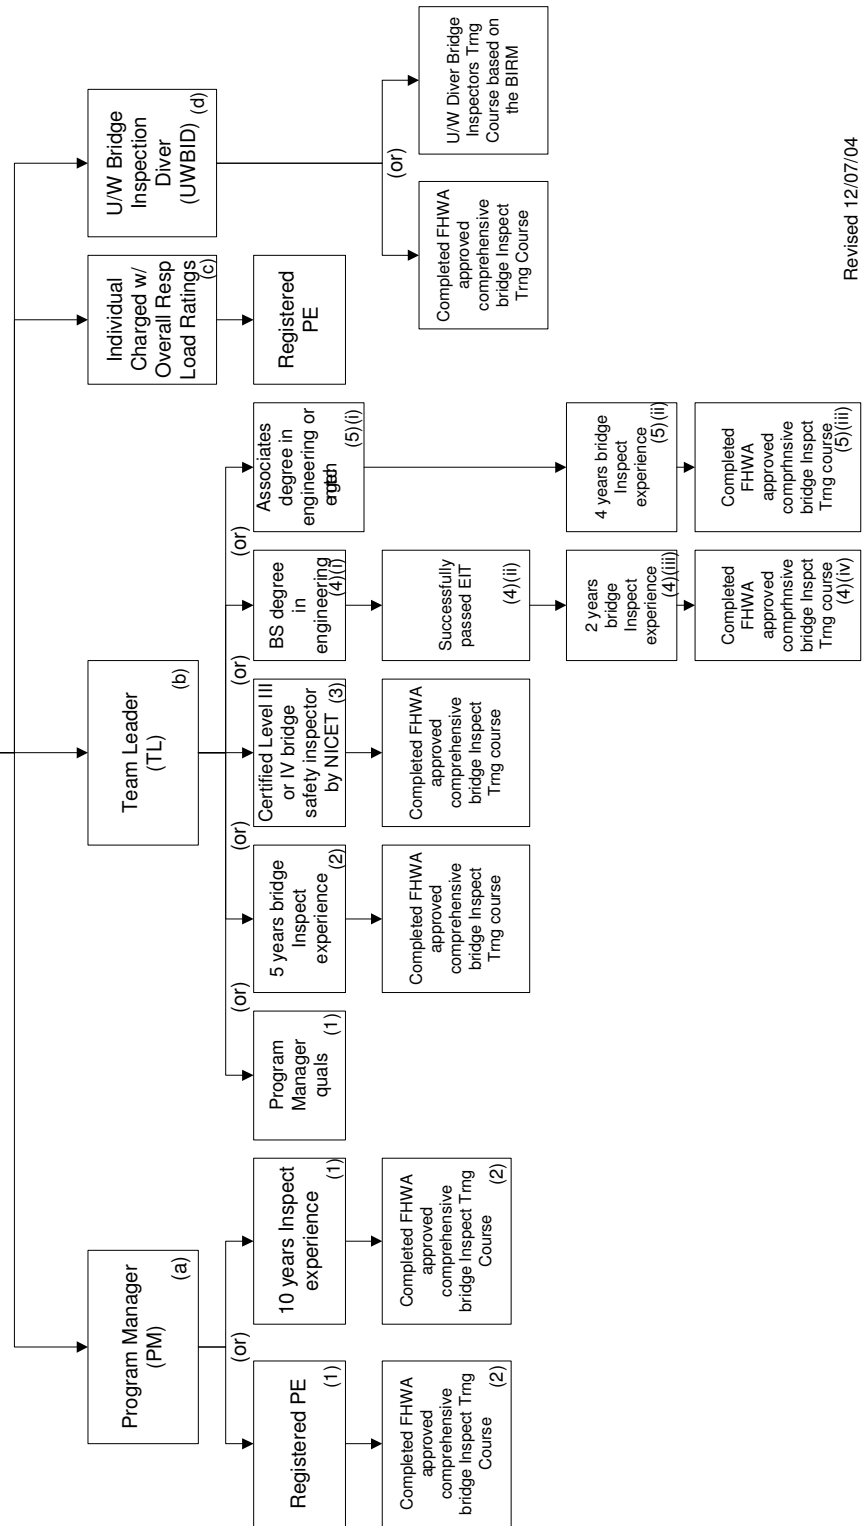 Program Manager
(PM)
(a)
Team Leader
(TL)
(b)
Individual
Charged w/
Overall Resp
Load Ratings
(c)
U/W Bridge
Inspection
Diver
(UWBID)
(d)
(or)
Registered PE
(1)
10 years Inspect
experience
(1)
Completed FHWA
approved
comprehensive
bridge Inspect Trng
Course
(2)
Completed FHWA
approved
comprehensive
bridge Inspect Trng
Course
(2)
(or)
(or)
(or)
(or)
Program
Manager
quals
(1)
5 years bridge
Inspect
experience
(2)
Certified Level III
or IV bridge
safety inspector
by NICET
(3)
BS degree
in
engineering
(4)(i)
Associates
degree in
engineering or
(5)(i)
Completed FHWA
approved
comprehensive
bridge Inspect
Trng course
Completed FHWA
approved
comprehensive
bridge Inspect
Trng course
Successfully
passed EIT
(4)(ii)
2 years
bridge
Inspect
experience
(4)(iii)
4 years bridge
Inspect
experience
(5)(ii)
Completed
FHWA
approved
comprhnsive
bridge Inspct
Trng course
(4)(iv)
Completed
FHWA
approved
comprhnsive
bridge Inspct
Trng course
(5)(iii)
Registered
PE
(or)
Completed FHWA
approved
comprehensive
bridge Inspect
Trng Course
U/W Diver Bridge
Inspectors Trng
Course based on
the BIRM
Revised 12/07/04